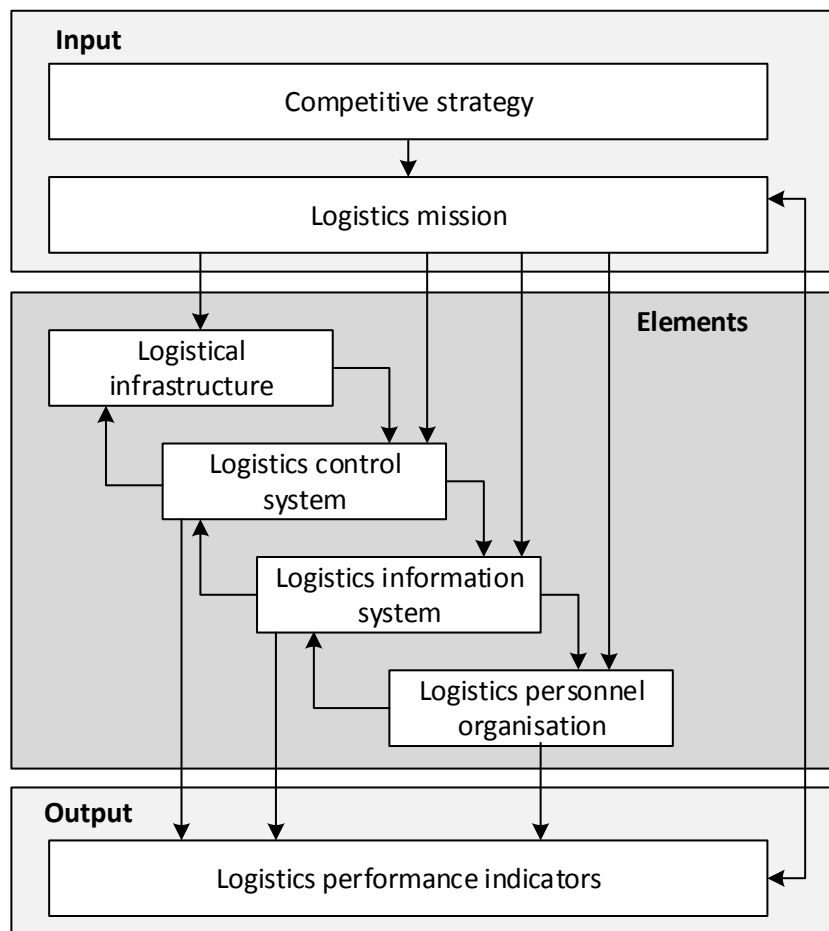 Input
Competitive strategy
Logistics mission
Elements
Logistical
infrastructure
Logistics control
system
Logistics information
system
Logistics personnel
organisation
Output
Logistics performance indicators